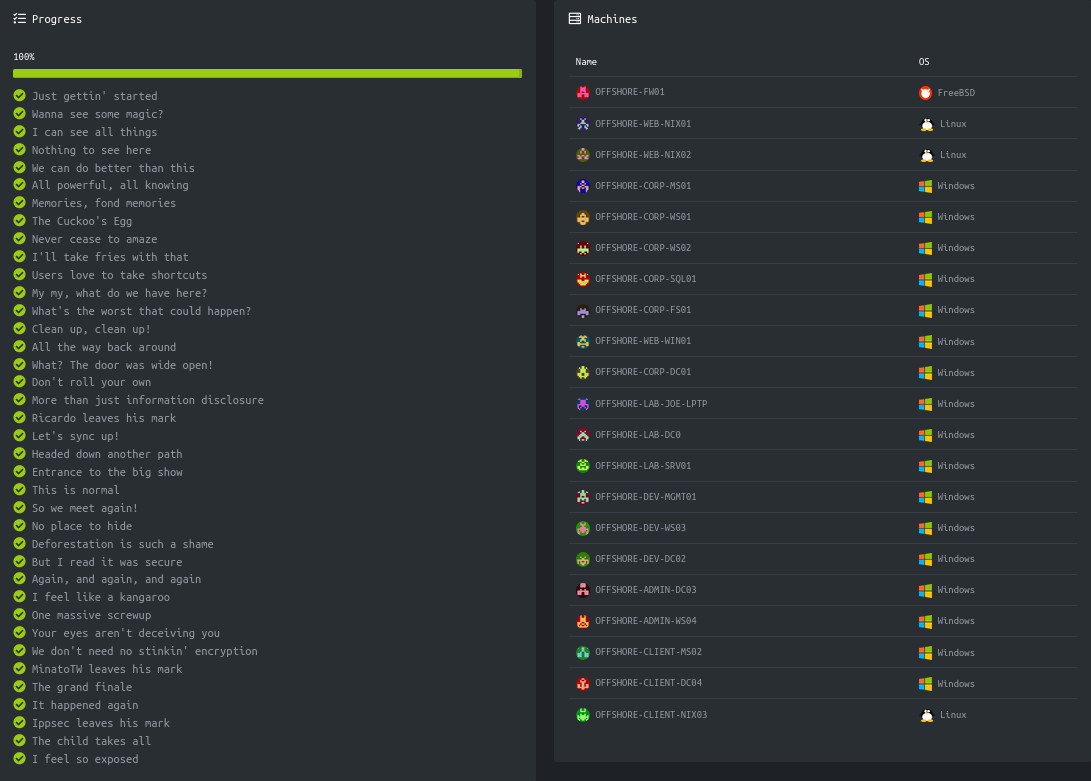 Progress
100%
Just gettin' started
Wanna see some magic?
I can see all things
Nothing to see here
We can do better than this
All powerful, all knowing
Memories, fond memories
The Cuckoo's Egg
Never cease to amaze
I'll take fries with that
Users love to take shortcuts
My my, what do we have here?
What's the worst that could happen?
Clean up, clean up!
All the way back around
What? The door was wide open!
Don't roll your own
More than just information disclosure
Ricardo leaves his mark
Let's sync up!
Headed down another path
Entrance to the big show
This is normal
So we meet again!
No place to hide
Deforestation is such a shame
But I read it was secure
Again, and again, and again
I feel like a kangaroo
One massive screwup
Your eyes aren't deceiving you
We don't need no stinkin' encryption
MinatoTW leaves his mark
The grand finale
It happened again
Ippsec leaves his mark
The child takes all
I feel so exposed
Machines
Name OS
OFFSHORE-FW01 FreeBSD
OFFSHORE-WEB-NIX01 Linux
OFFSHORE-WEB-NIX02 Linux
OFFSHORE-CORP-MS01 Windows
OFFSHORE-CORP-WS01 Windows
OFFSHORE-CORP-WS02 Windows
OFFSHORE-CORP-SQL01 Windows
OFFSHORE-CORP-FS01 Windows
OFFSHORE-WEB-WIN01 Windows
OFFSHORE-CORP-DC01 Windows
OFFSHORE-LAB-JOE-LPTP Windows
OFFSHORE-LAB-DC0 Windows
OFFSHORE-LAB-SRV01 Windows
OFFSHORE-DEV-MGMT01 Windows
OFFSHORE-DEV-WS03 Windows
OFFSHORE-DEV-DC02 Windows
OFFSHORE-ADMIN-DC03 Windows
OFFSHORE-ADMIN-WS04 Windows
OFFSHORE-CLIENT-MS02 Windows
OFFSHORE-CLIENT-DC04 Windows
OFFSHORE-CLIENT-NIX03 Linux